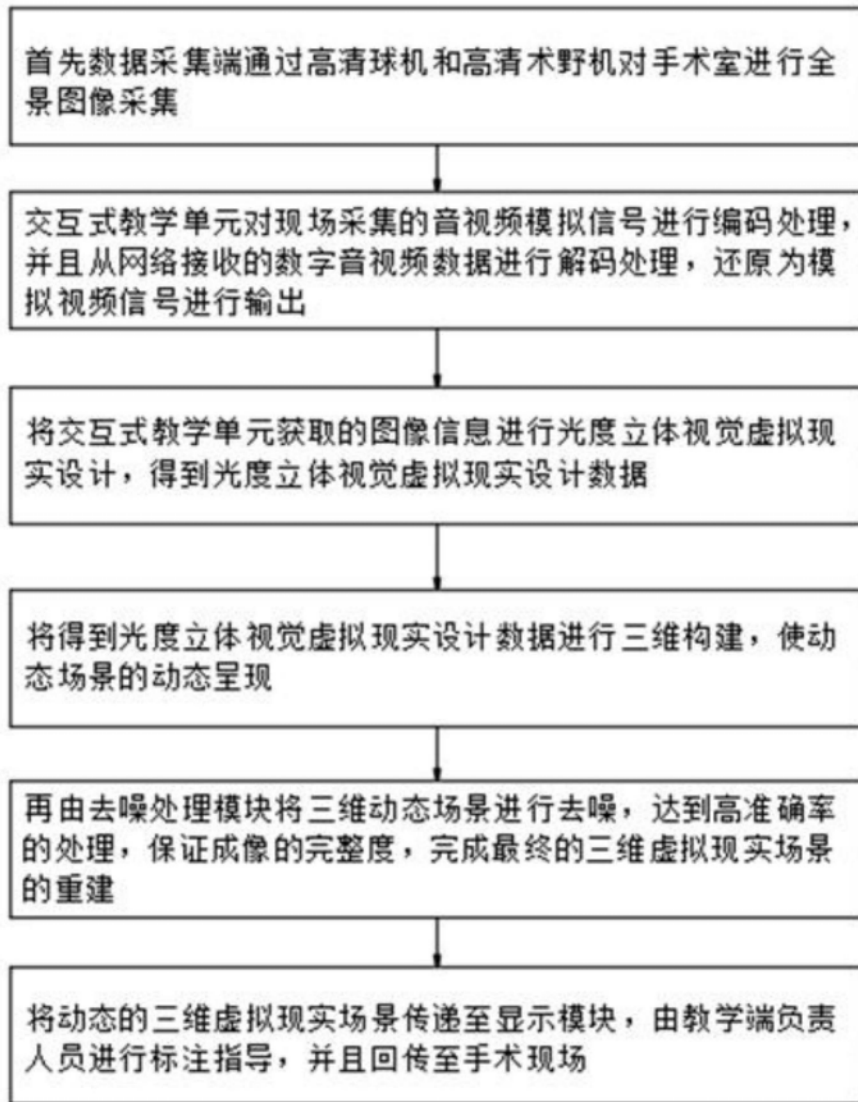 首先数据采集端通过高清球机和高清术野机对手术室进行全
景图像采集
交互式教学单元对现场采集的音视频模拟信号进行编码处理，
并且从网络接收的数字音视频数据进行解码处理，还原为模
拟视频信号进行输出
将交互式教学单元获取的图像信息进行光度立体视觉虚拟现
实设计，得到光度立体视觉虚拟现实设计数据
将得到光度立体视觉虚拟现实设计数据进行三维构建，使动
态场景的动态呈现
再由去噪处理模块将三维动态场景进行去噪，达到高准确率
的处理，保证成像的完整度，完成最终的三维虚拟现实场景
的重建
将动态的三维虚拟现实场景传递至显示模块，由教学端负责
人员进行标注指导，并且回传至手术现场